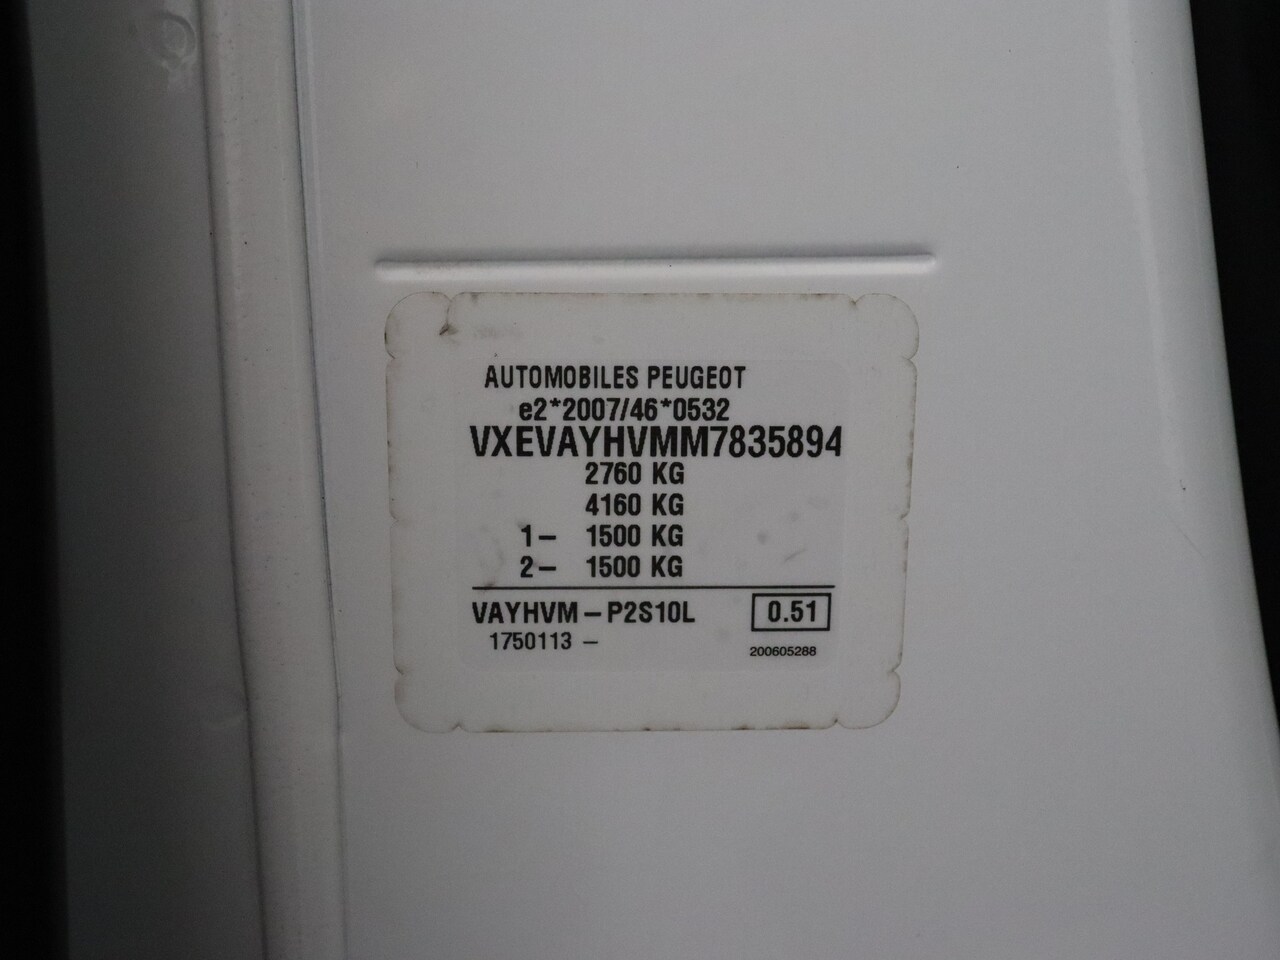 AUTOMOBILES PEUGEOT
e2*2007/46*0532
VXEVAYHVMM7835894
2760 KG
4160 KG
1– 1500 KG
2– 1500 KG
VAYHVM – P2S10L 0.51
1750113 – 200605288